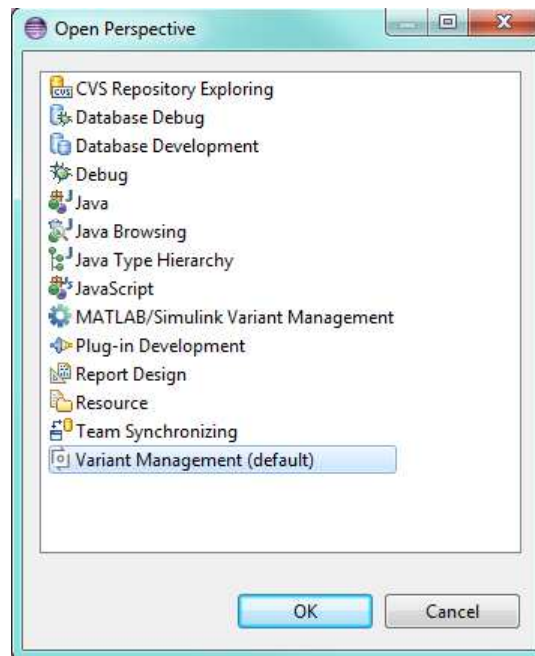 Open Perspective
CVS Repository Exploring
Database Debug
Database Development
Debug
Java
Java Browsing
Java Type Hierarchy
JavaScript
MATLAB/Simulink Variant Management
Plug-in Development
Report Design
Resource
Team Synchronizing
Variant Management (default)
OK Cancel